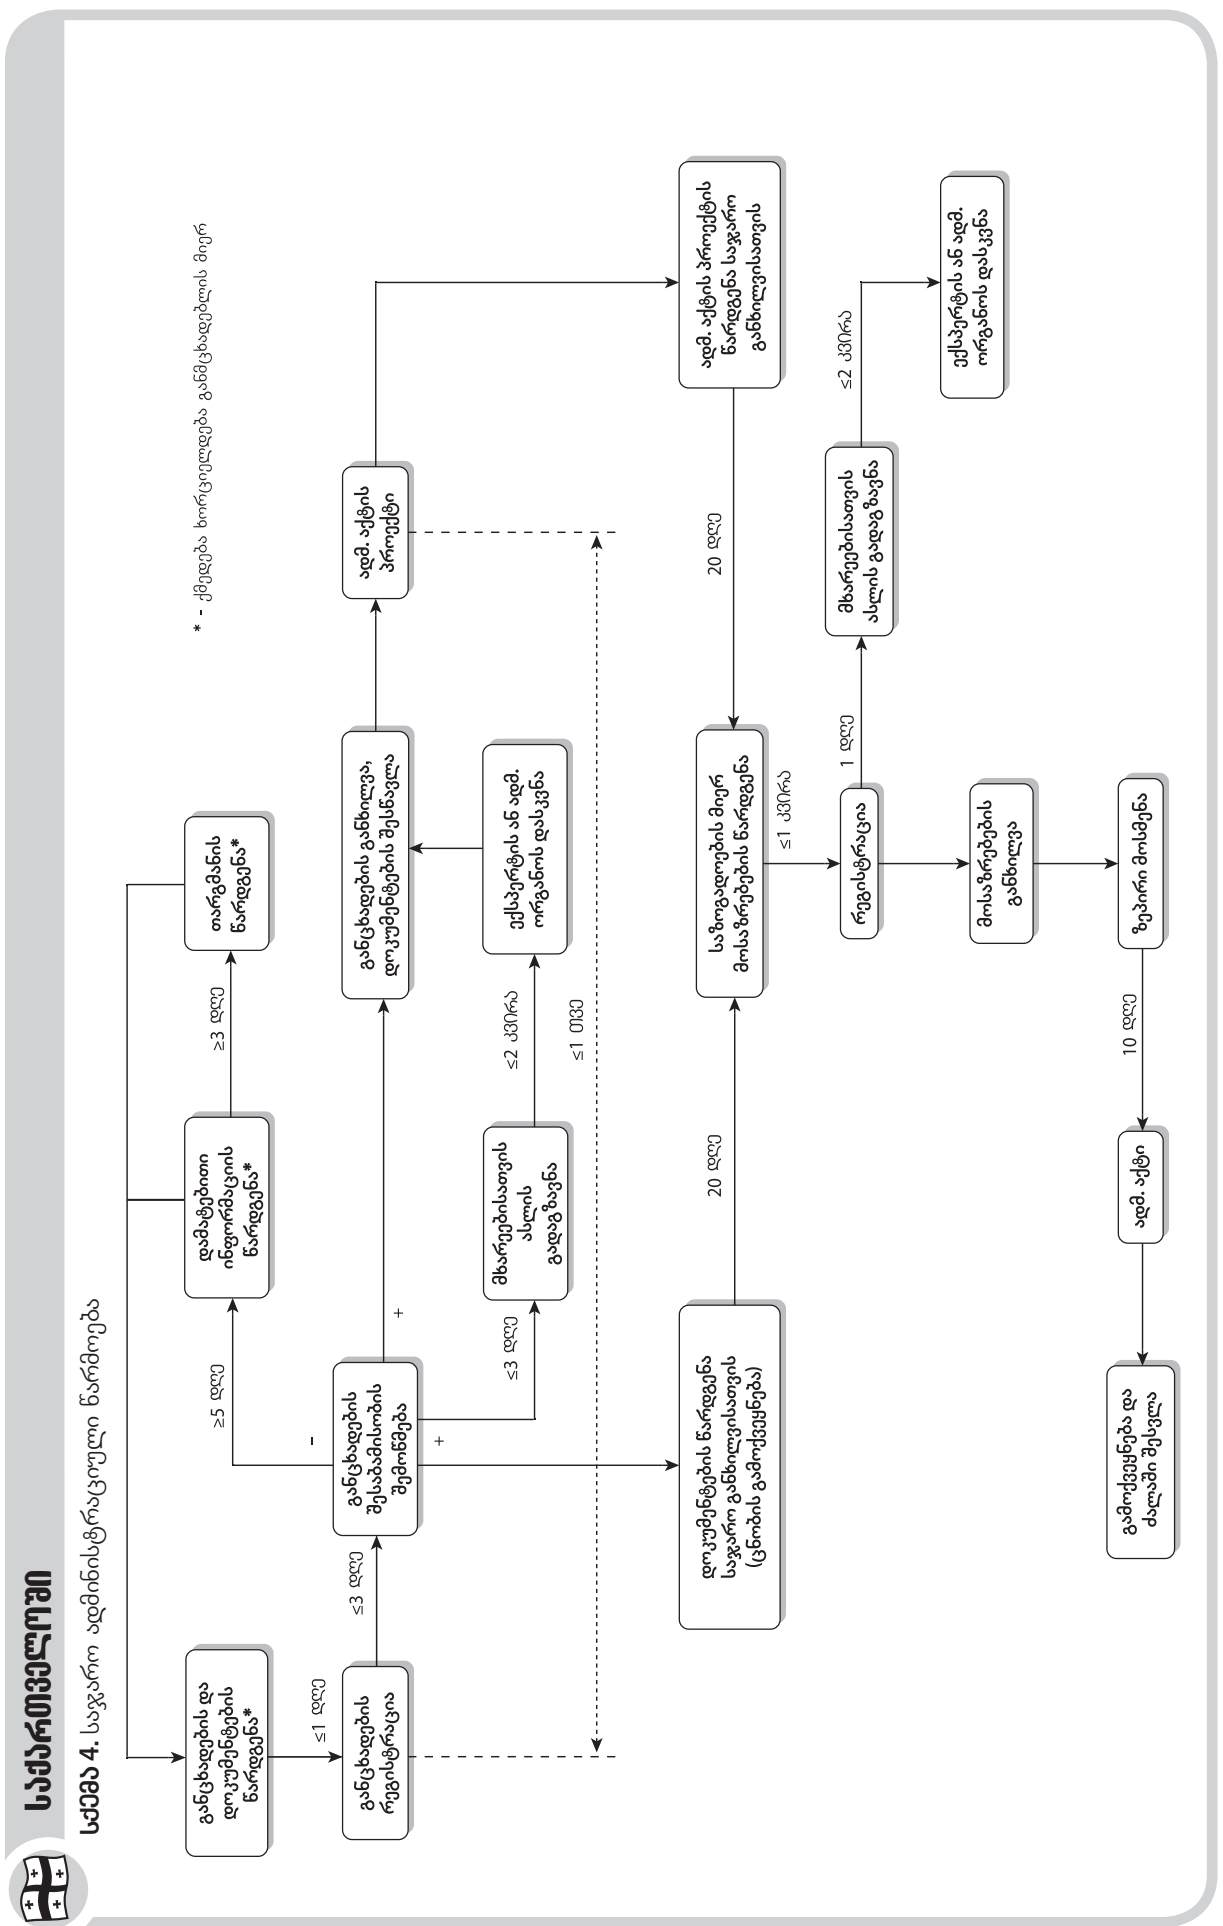 საქართველოში
სქემა 4. საჯარო ადმინისტრაციული წარმოება
* - ქმედება ხორციელდება განმცხადებლის მიერ
განცხადების და
დოკუმენტების
წარდგენა*
დამატებითი
ინფორმაციის
წარდგენა*
≥3 დღე
თარგმანის
წარდგენა*
≤1 დღე
≥5 დღე
-
განცხადების
რეგისტრაცია
≤3 დღე
განცხადების
შესაბამისობის
შემოწმება
+
განცხადების განხილვა,
დოკუმენტების შესწავლა
ადმ. აქტის
პროექტი
+
≤3 დღე
მხარეებისათვის
ასლის
გადაგზავნა
≤2 კვირა
ექსპერტის ან ადმ.
ორგანოს დასკვნა
≤1 თვე
დოკუმენტების წარდგენა
საჯარო განხილვისათვის
(ცნობის გამოქვეყნება)
20 დღე
საზოგადოების მიერ
მოსაზრებების წარდგენა
20 დღე
ადმ. აქტის პროექტის
წარდგენა საჯარო
განხილვისათვის
≤1 კვირა
რეგისტრაცია
1 დღე
მხარეებისათვის
ასლის გადაგზავნა
≤2 კვირა
ექსპერტის ან ადმ.
ორგანოს დასკვნა
მოსაზრებების
განხილვა
ზეპირი მოსმენა
10 დღე
ადმ. აქტი
გამოქვეყნება და
ძალაში შესვლა